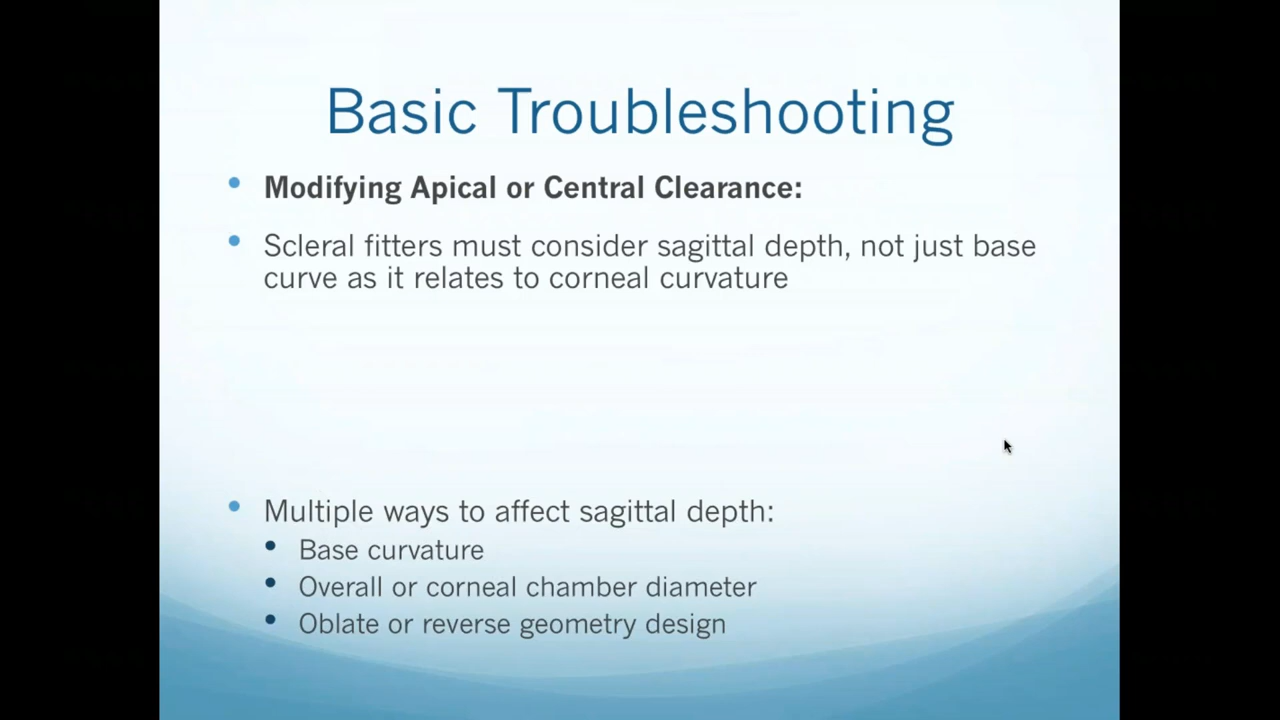 Basic Troubleshooting
Modifying Apical or Central Clearance:
Scleral fitters must consider sagittal depth, not just base
curve as it relates to corneal curvature
Multiple ways to affect sagittal depth:
Base curvature
Overall or corneal chamber diameter
Oblate or reverse geometry design